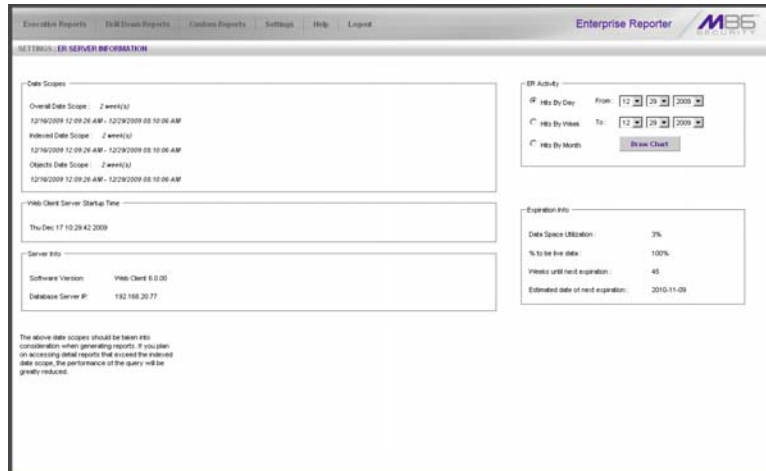 Executive Reports Drill Down Reports Custom Reports Settings Help Logout
Enterprise Reporter M86 SECURITY
SETTINGS : ER SERVER INFORMATION
Date Scopes
Overall Date Scope : 2 week(s)
12/16/2009 12:09:26 AM - 12/29/2009 08:10:06 AM
Indexed Date Scope : 2 week(s)
12/16/2009 12:09:26 AM - 12/29/2009 08:10:06 AM
Objects Date Scope : 2 week(s)
12/16/2009 12:09:26 AM - 12/29/2009 08:10:06 AM
Web Client Server Startup Time
Thu Dec 17 10:29:42 2009
Server Info
Software Version: Web Client 6.0.00
Database Server IP: 192.168.20.77
The above date scopes should be taken into
consideration when generating reports. If you plan
on accessing detail reports that exceed the indexed
date scope, the performance of the query will be
greatly reduced.
ER Activity
Hits By Day From : 12 29 2009
Hits By Week To : 12 29 2009
Hits By Month Draw Chart
Expiration Info
Data Space Utilization : 3%
% to be live data : 100%
Weeks until next expiration : 45
Estimated date of next expiration : 2010-11-09